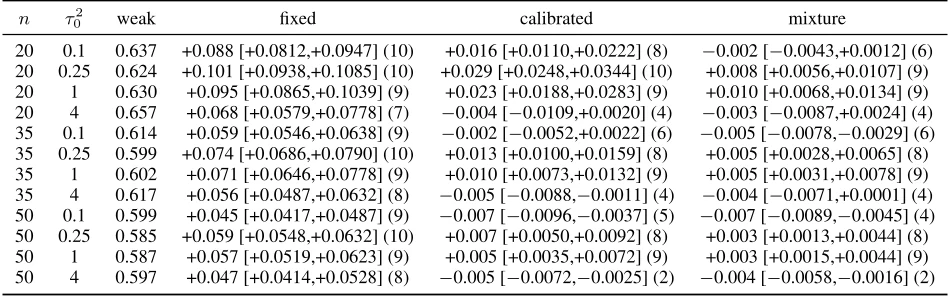 n τ₀² weak fixed calibrated mixture
20 0.1 0.637 +0.088 [+0.0812,+0.0947] (10) +0.016 [+0.0110,+0.0222] (8) −0.002 [−0.0043,+0.0012] (6)
20 0.25 0.624 +0.101 [+0.0938,+0.1085] (10) +0.029 [+0.0248,+0.0344] (10) +0.008 [+0.0056,+0.0107] (9)
20 1 0.630 +0.095 [+0.0865,+0.1039] (9) +0.023 [+0.0188,+0.0283] (9) +0.010 [+0.0068,+0.0134] (9)
20 4 0.657 +0.068 [+0.0579,+0.0778] (7) −0.004 [−0.0109,+0.0020] (4) −0.003 [−0.0087,+0.0024] (4)
35 0.1 0.614 +0.059 [+0.0546,+0.0638] (9) −0.002 [−0.0052,+0.0022] (6) −0.005 [−0.0078,−0.0029] (6)
35 0.25 0.599 +0.074 [+0.0686,+0.0790] (10) +0.013 [+0.0100,+0.0159] (8) +0.005 [+0.0028,+0.0065] (8)
35 1 0.602 +0.071 [+0.0646,+0.0778] (9) +0.010 [+0.0073,+0.0132] (9) +0.005 [+0.0031,+0.0078] (9)
35 4 0.617 +0.056 [+0.0487,+0.0632] (8) −0.005 [−0.0088,−0.0011] (4) −0.004 [−0.0071,+0.0001] (4)
50 0.1 0.599 +0.045 [+0.0417,+0.0487] (9) −0.007 [−0.0096,−0.0037] (5) −0.007 [−0.0089,−0.0045] (4)
50 0.25 0.585 +0.059 [+0.0548,+0.0632] (10) +0.007 [+0.0050,+0.0092] (8) +0.003 [+0.0013,+0.0044] (8)
50 1 0.587 +0.057 [+0.0519,+0.0623] (9) +0.005 [+0.0035,+0.0072] (9) +0.003 [+0.0015,+0.0044] (9)
50 4 0.597 +0.047 [+0.0414,+0.0528] (8) −0.005 [−0.0072,−0.0025] (2) −0.004 [−0.0058,−0.0016] (2)